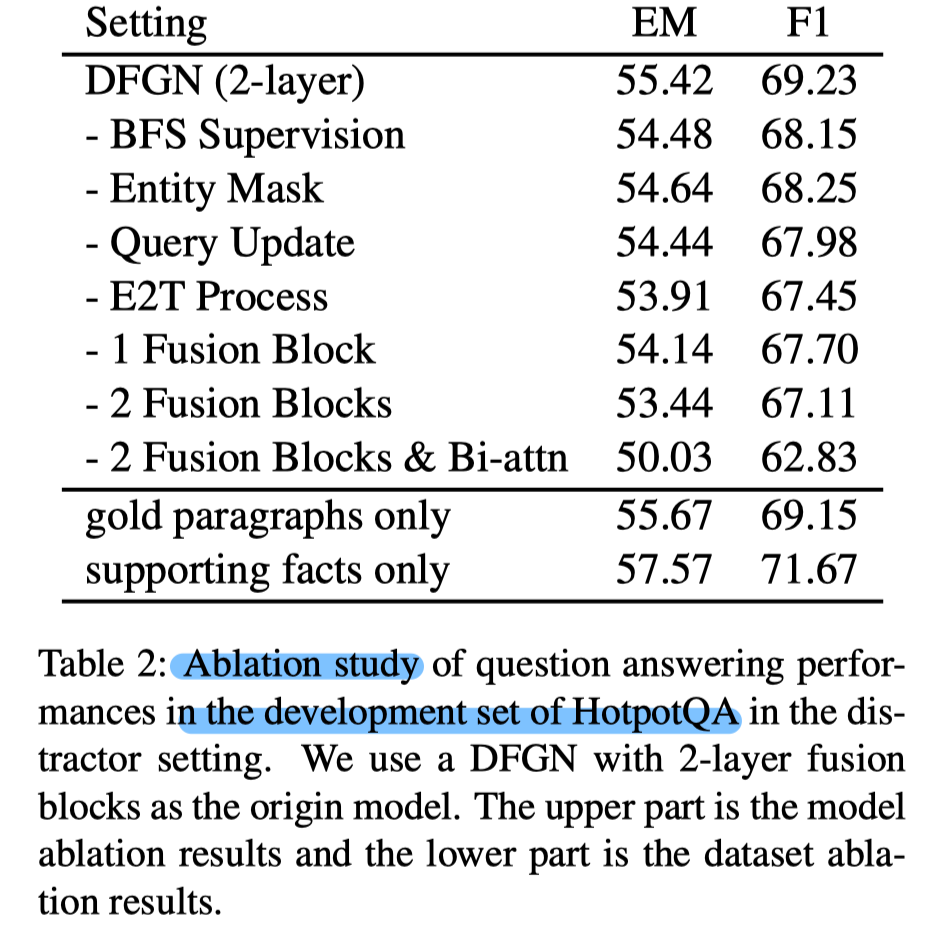 Setting EM F1
DFGN (2-layer) 55.42 69.23
- BFS Supervision 54.48 68.15
- Entity Mask 54.64 68.25
- Query Update 54.44 67.98
- E2T Process 53.91 67.45
- 1 Fusion Block 54.14 67.70
- 2 Fusion Blocks 53.44 67.11
- 2 Fusion Blocks & Bi-attn 50.03 62.83
gold paragraphs only 55.67 69.15
supporting facts only 57.57 71.67
Table 2: Ablation study of question answering perfor-
mances in the development set of HotpotQA in the dis-
tractor setting. We use a DFGN with 2-layer fusion
blocks as the origin model. The upper part is the model
ablation results and the lower part is the dataset abla-
tion results.